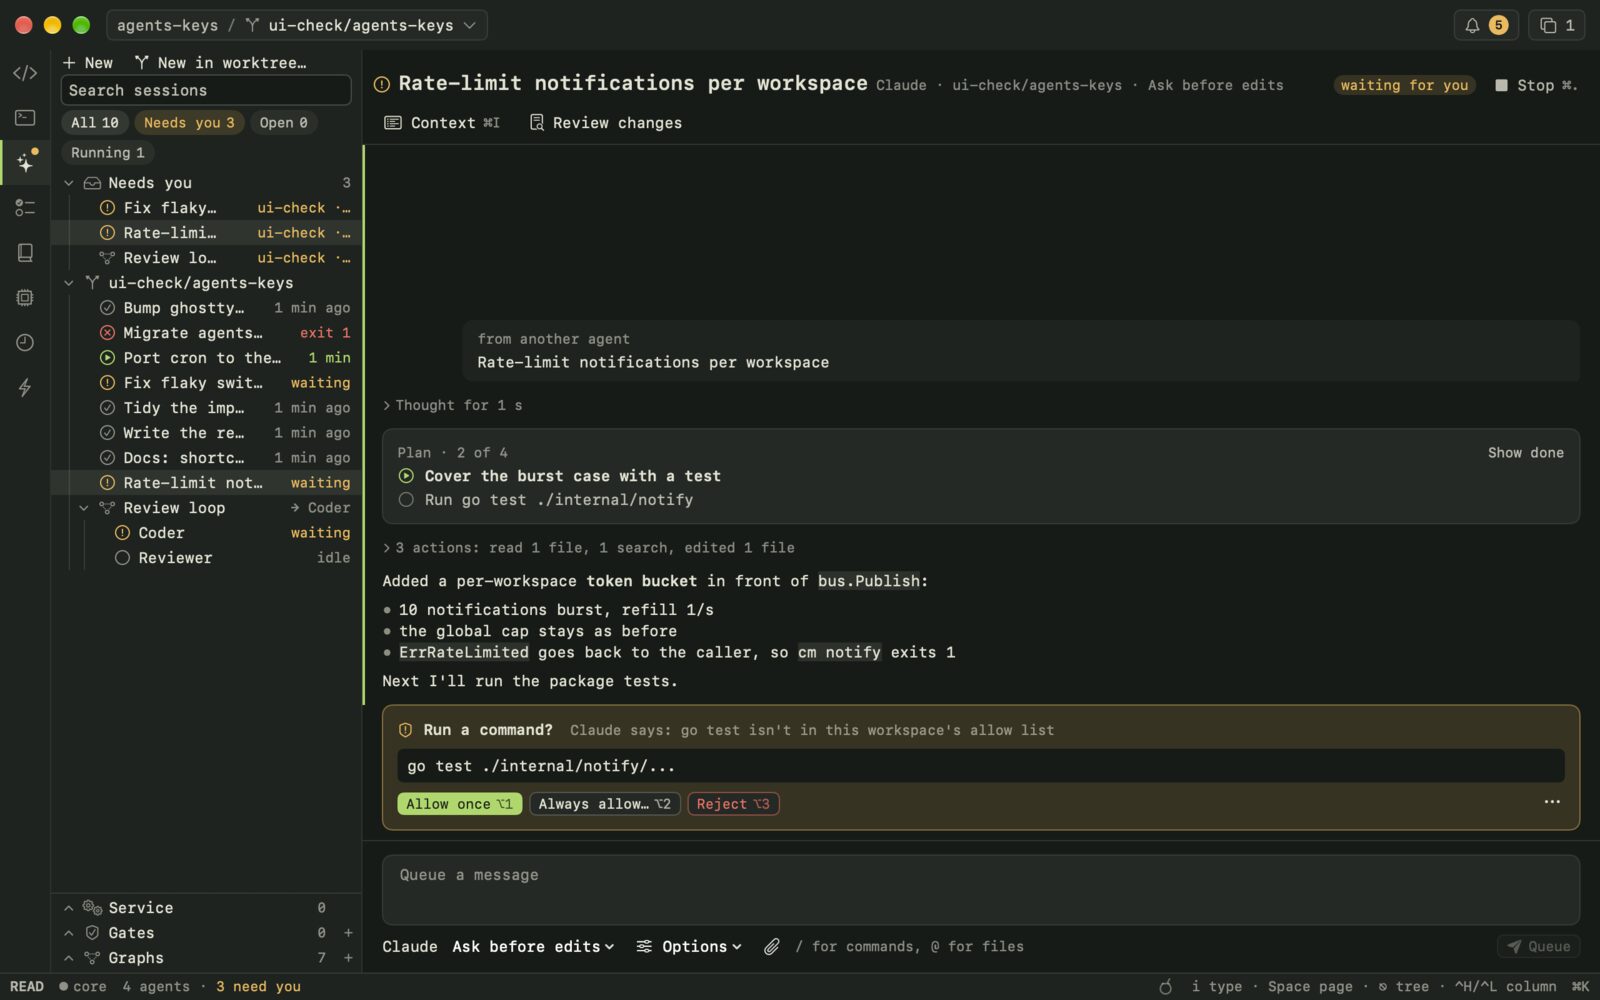 agents-keys / ui-check/agents-keys
5
1
+ New New in worktree…
Search sessions
All 10 Needs you 3 Open 0
Running 1
Needs you 3
Fix flaky… ui-check ·…
Rate-limi… ui-check ·…
Review lo… ui-check ·…
ui-check/agents-keys
Bump ghostty… 1 min ago
Migrate agents… exit 1
Port cron to the… 1 min
Fix flaky swit… waiting
Tidy the imp… 1 min ago
Write the re… 1 min ago
Docs: shortc… 1 min ago
Rate-limit not… waiting
Review loop → Coder
Coder waiting
Reviewer idle
Service 0
Gates 0 +
Graphs 7 +
Rate-limit notifications per workspace Claude · ui-check/agents-keys · Ask before edits
waiting for you Stop ⌘.
Context ⌘I Review changes
from another agent
Rate-limit notifications per workspace
Thought for 1 s
Plan · 2 of 4 Show done
Cover the burst case with a test
Run go test ./internal/notify
3 actions: read 1 file, 1 search, edited 1 file
Added a per-workspace token bucket in front of bus.Publish:
• 10 notifications burst, refill 1/s
• the global cap stays as before
• ErrRateLimited goes back to the caller, so cm notify exits 1
Next I'll run the package tests.
Run a command? Claude says: go test isn't in this workspace's allow list
go test ./internal/notify/...
Allow once ⌥1 Always allow… ⌥2 Reject ⌥3 …
Queue a message
Claude Ask before edits Options / for commands, @ for files
Queue
READ core 4 agents · 3 need you
i type · Space page · ⎋ tree · ^H/^L column ⌘K